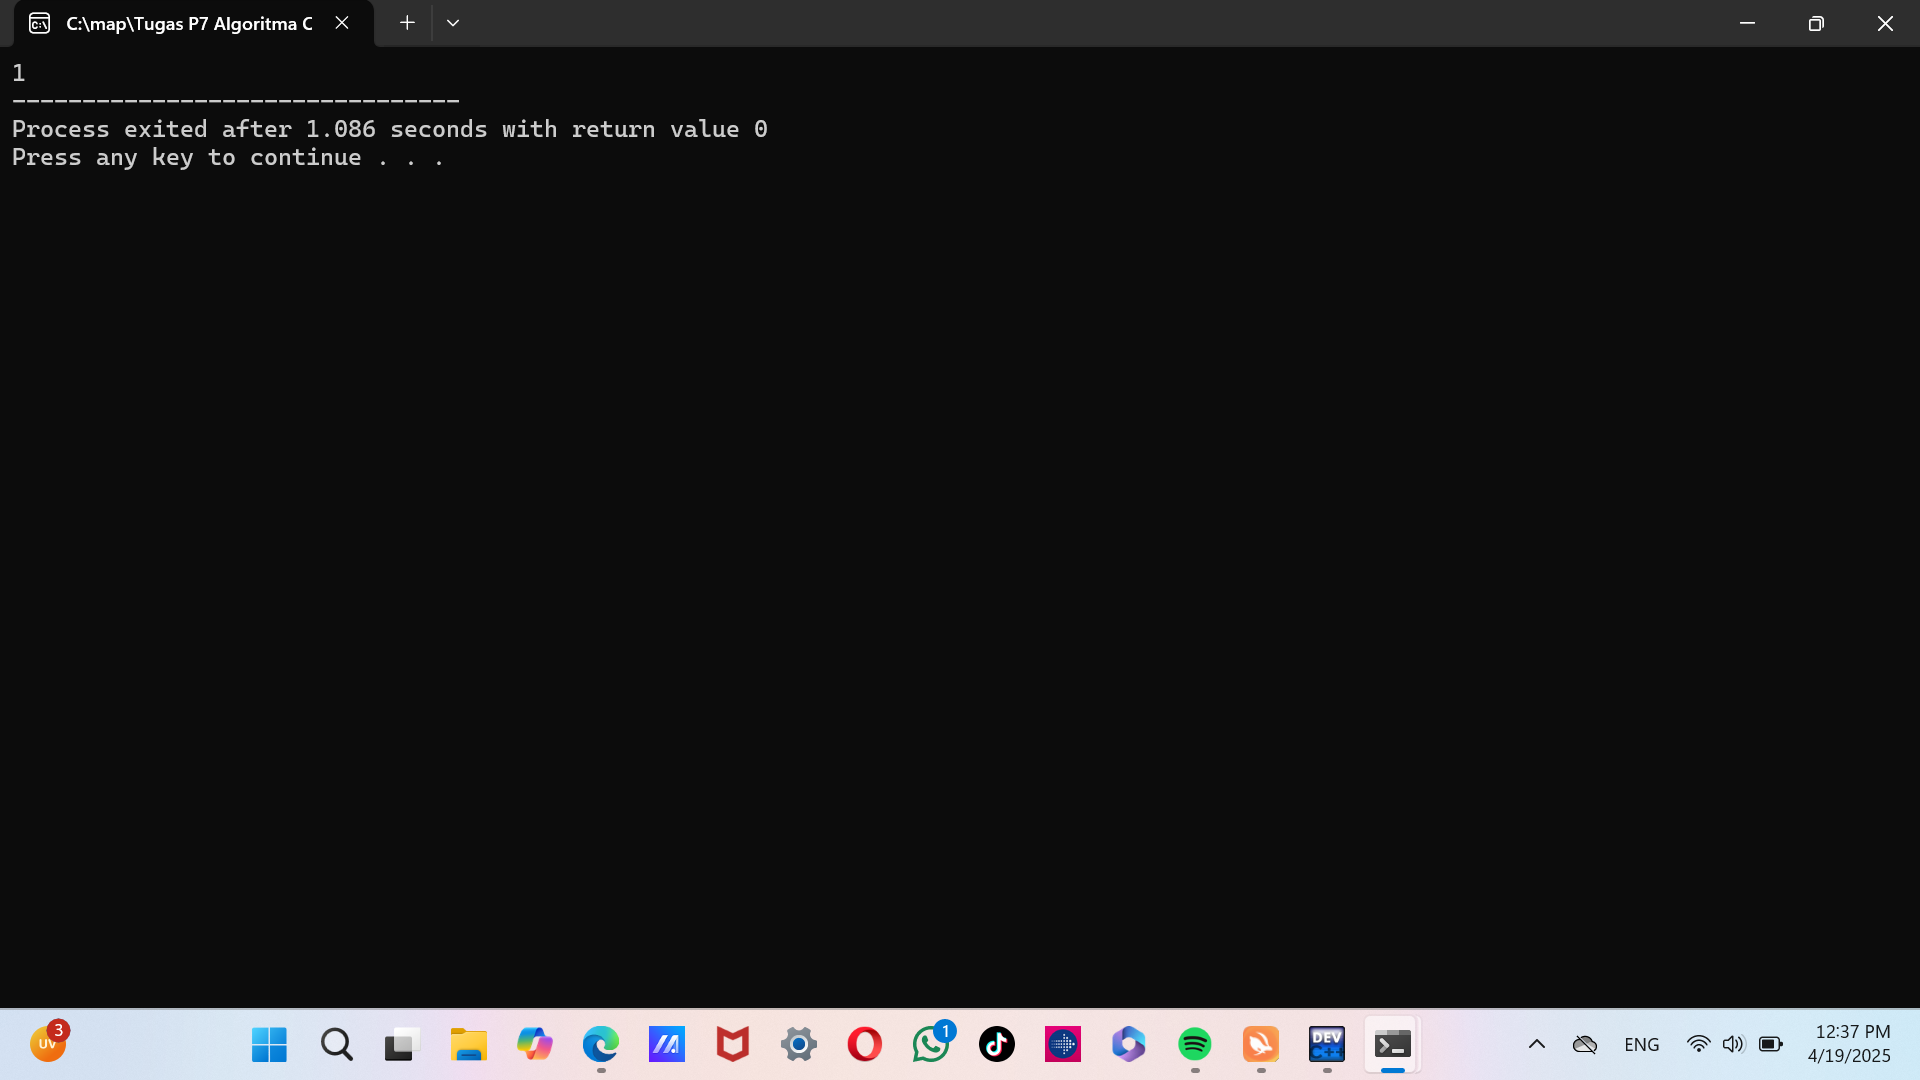 C:\map\Tugas P7 Algoritma C
1
--------------------------------
Process exited after 1.086 seconds with return value 0
Press any key to continue . . .
3
UV
1
DEV
C++
ENG
12:37 PM
4/19/2025